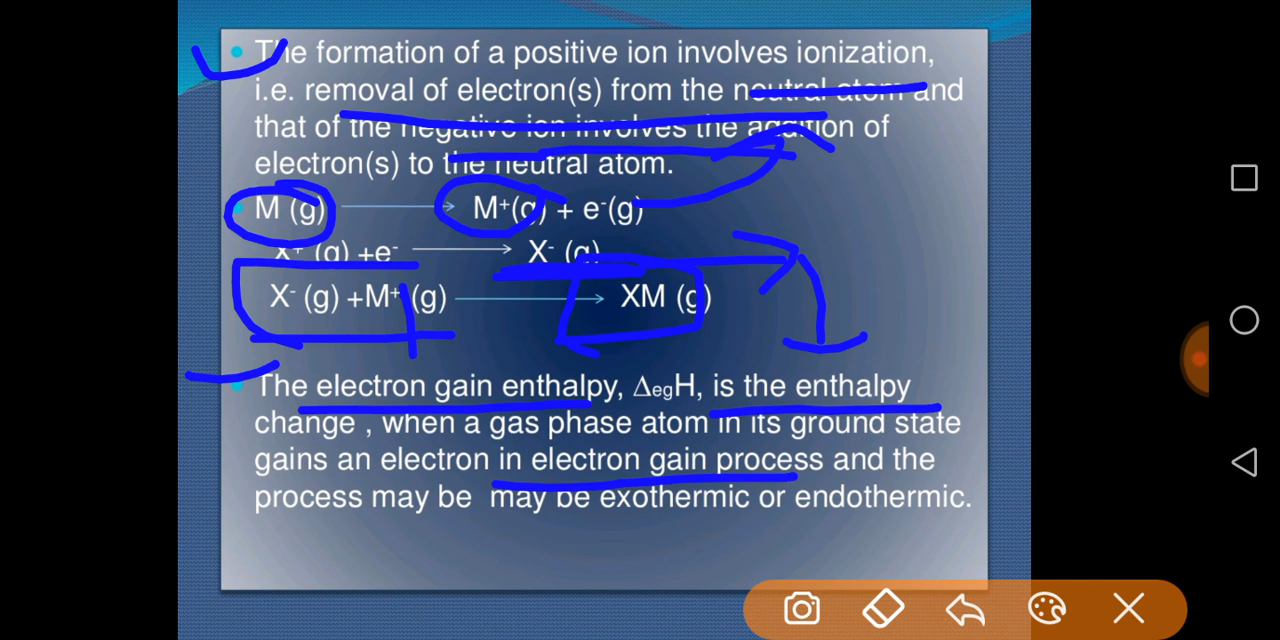 The formation of a positive ion involves ionization,
i.e. removal of electron(s) from the neutral atom and
that of the negative ion involves the addition of
electron(s) to the neutral atom.
M (g) → M⁺(g) + e⁻(g)
X⁺ (g) +e⁻ → X⁻ (g)
X⁻ (g) +M⁺ (g) → XM (g)
The electron gain enthalpy, ΔegH, is the enthalpy
change , when a gas phase atom in its ground state
gains an electron in electron gain process and the
process may be  may be exothermic or endothermic.